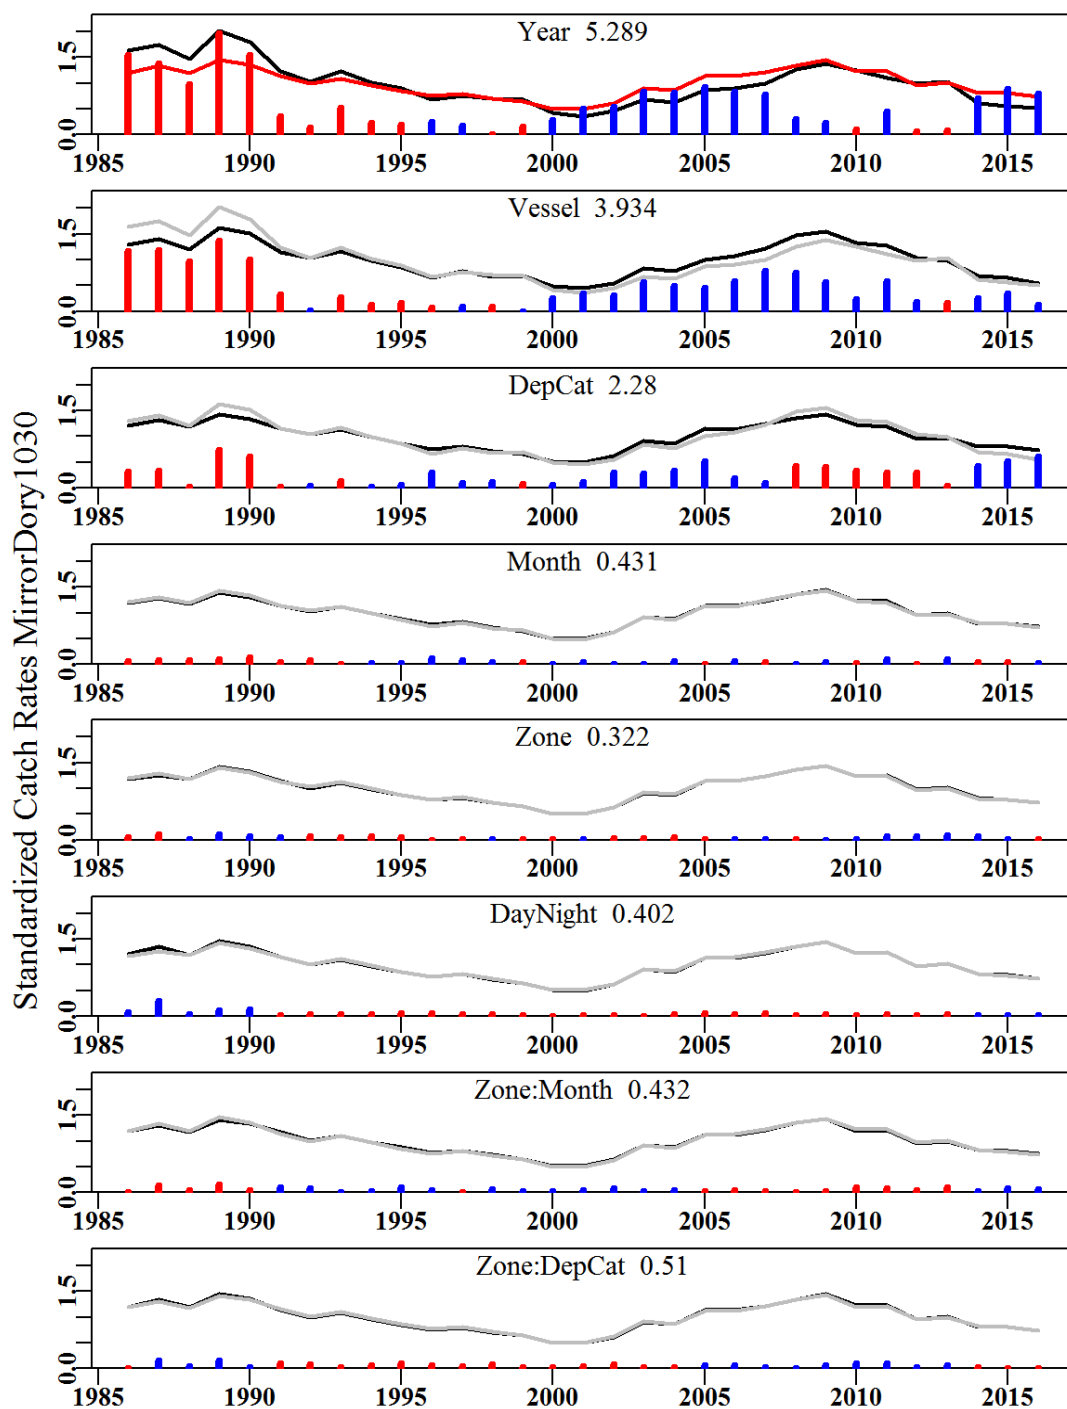 Standardized Catch Rates MirrorDory1030
Year 5.289
1.5
0.0
1985 1990 1995 2000 2005 2010 2015
Vessel 3.934
1.5
0.0
1985 1990 1995 2000 2005 2010 2015
DepCat 2.28
1.5
0.0
1985 1990 1995 2000 2005 2010 2015
Month 0.431
1.5
0.0
1985 1990 1995 2000 2005 2010 2015
Zone 0.322
1.5
0.0
1985 1990 1995 2000 2005 2010 2015
DayNight 0.402
1.5
0.0
1985 1990 1995 2000 2005 2010 2015
Zone:Month 0.432
1.5
0.0
1985 1990 1995 2000 2005 2010 2015
Zone:DepCat 0.51
1.5
0.0
1985 1990 1995 2000 2005 2010 2015